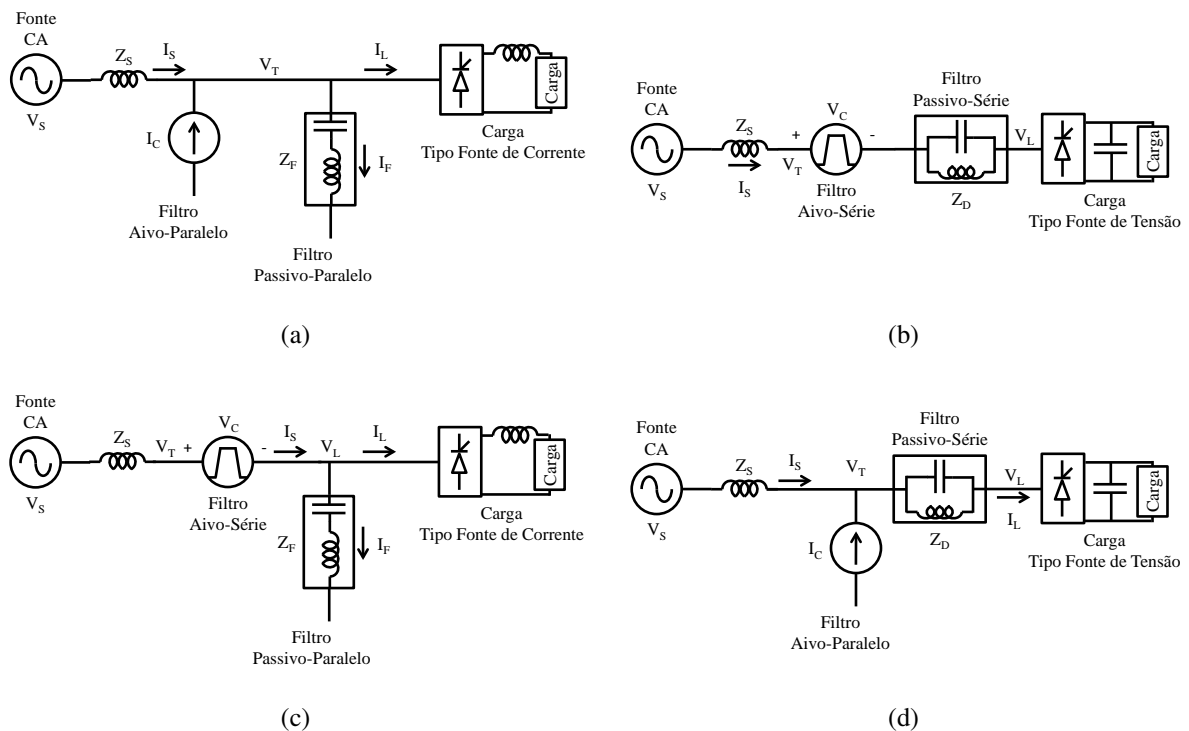 Fonte
CA
Z_S
I_S
V_T
I_L
V_S
I_C
Z_F
I_F
Carga
Carga
Tipo Fonte de Corrente
Filtro
Aivo-Paralelo
Filtro
Passivo-Paralelo
(a)
Fonte
CA
Z_S
+
V_C
-
Filtro
Passivo-Série
V_L
Carga
V_T
V_S
I_S
Filtro
Aivo-Série
Z_D
Carga
Tipo Fonte de Tensão
(b)
Fonte
CA
Z_S
V_T
+
V_C
-
I_S
V_L
I_L
V_S
Filtro
Aivo-Série
Z_F
I_F
Carga
Carga
Tipo Fonte de Corrente
Filtro
Passivo-Paralelo
(c)
Fonte
CA
Z_S
I_S
V_T
Filtro
Passivo-Série
V_L
I_L
Carga
V_S
I_C
Z_D
Carga
Tipo Fonte de Tensão
Filtro
Aivo-Paralelo
(d)